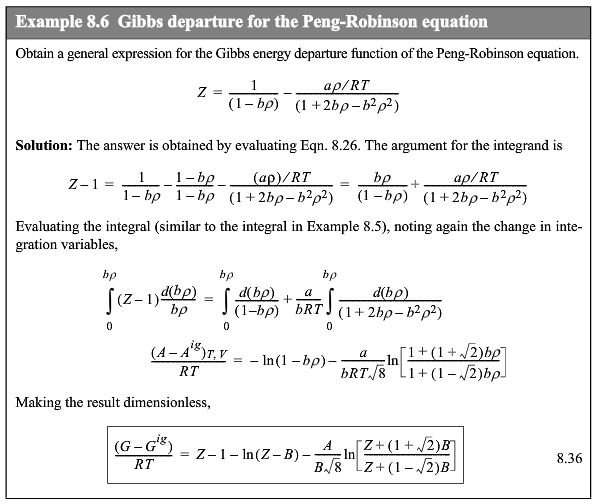 Example 8.6 Gibbs departure for the Peng-Robinson equation
Obtain a general expression for the Gibbs energy departure function of the Peng-Robinson equation.
Z = 1/(1 – bρ) – (aρ/RT)/(1 + 2bρ – b²ρ²)
Solution: The answer is obtained by evaluating Eqn. 8.26. The argument for the integrand is
Z – 1 = 1/(1 – bρ) – (1 – bρ)/(1 – bρ) – ((aρ)/RT)/(1 + 2bρ – b²ρ²) = bρ/(1 – bρ) + (aρ/RT)/(1 + 2bρ – b²ρ²)
Evaluating the integral (similar to the integral in Example 8.5), noting again the change in inte-
gration variables,
∫₀^{bρ} (Z – 1) d(bρ)/bρ = ∫₀^{bρ} d(bρ)/(1–bρ) + a/bRT ∫₀^{bρ} d(bρ)/(1 + 2bρ – b²ρ²)
(A – A^{ig})_{T, V}/RT = – ln(1 – bρ) – a/(bRT√8) ln[(1 + (1 + √2)bρ)/(1 + (1 – √2)bρ)]
Making the result dimensionless,
(G – G^{ig})/RT = Z – 1 – ln(Z – B) – A/(B√8) ln[(Z + (1 + √2)B)/(Z + (1 – √2)B)] 8.36